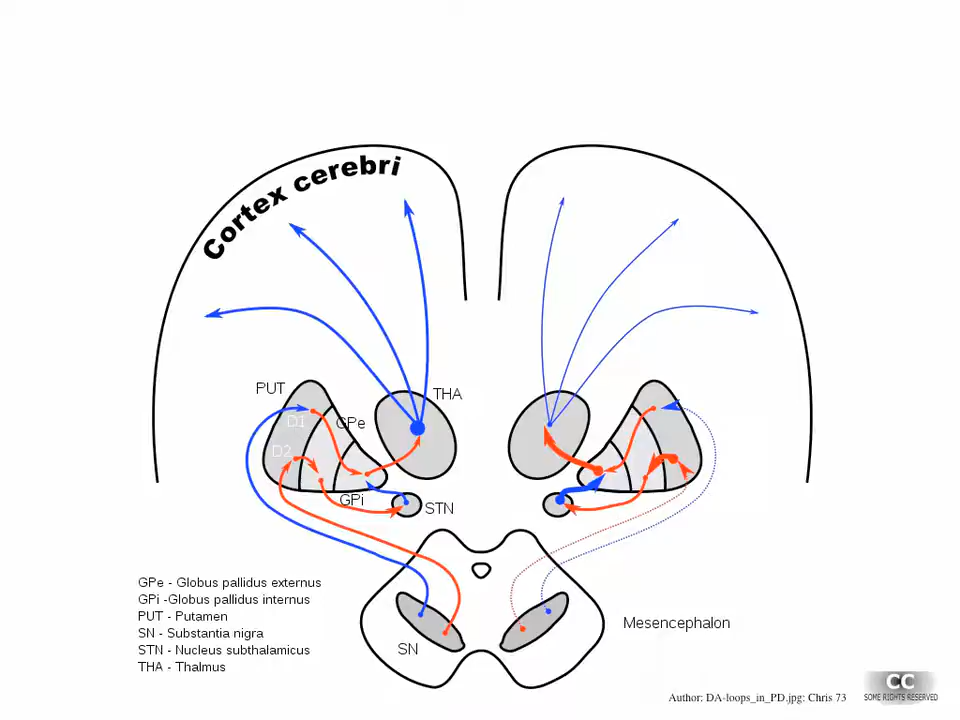 Cortex cerebri
PUT
THA
D1
GPe
D2
GPi
STN
GPe - Globus pallidus externus
GPi -Globus pallidus internus
PUT - Putamen
SN - Substantia nigra
STN - Nucleus subthalamicus
THA - Thalmus
SN
Mesencephalon
Author: DA-loops_in_PD.jpg: Chris 73
CC
SOME RIGHTS RESERVED